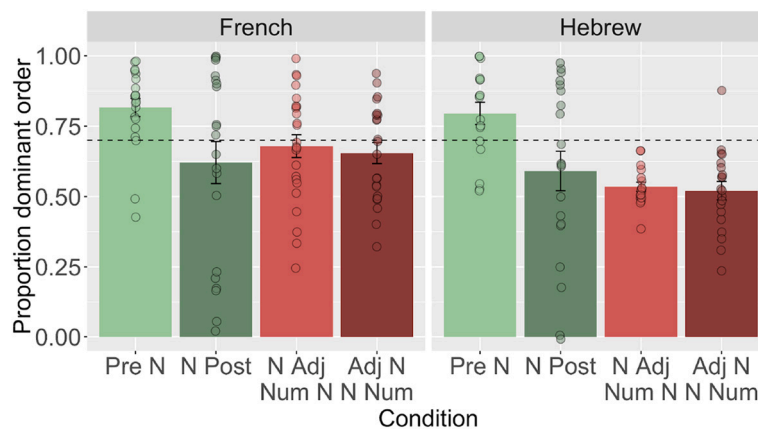 French Hebrew
Proportion dominant order
1.00
0.75
0.50
0.25
0.00
Pre N N Post N Adj Adj N Pre N N Post N Adj Adj N
Num N N Num Num N N Num
Condition